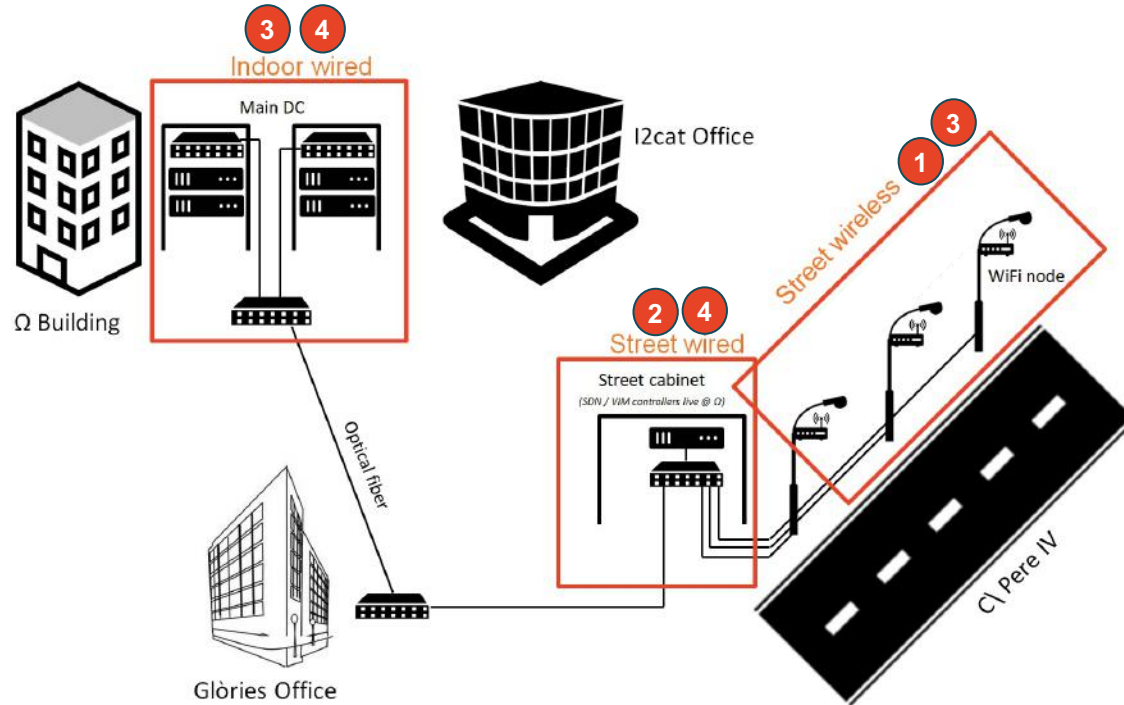 3 4
Indoor wired
Main DC
Ω Building
I2cat Office
1 3
Street wireless
WiFi node
2 4
Street wired
Street cabinet
(SDN / VIM controllers live @ Ω)
Optical fiber
Glòries Office
C\ Pere IV